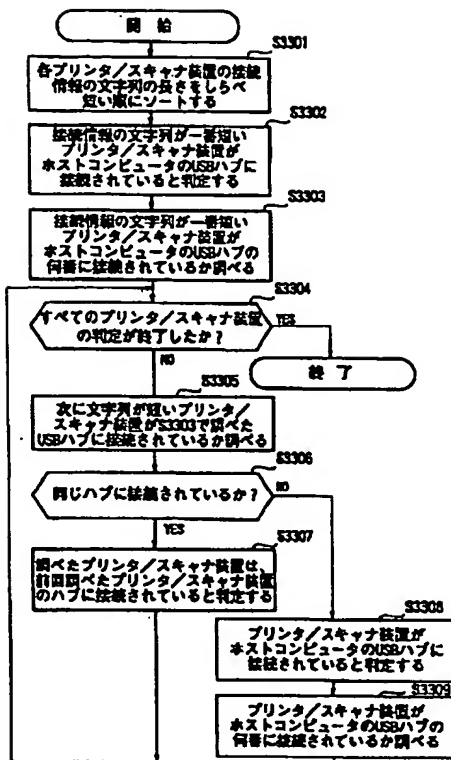 開始
S3301
各プリンタ/スキャナ装置の接続
情報の文字列の長さをしらべ
短い順にソートする
S3302
接続情報の文字列が一番短い
プリンタ/スキャナ装置が
ホストコンピュータのUSBハブに
接続されていると判定する
S3303
接続情報の文字列が一番短い
プリンタ/スキャナ装置が
ホストコンピュータのUSBハブの
何番に接続されているか調べる
S3304
すべてのプリンタ/スキャナ装置
の判定が終了したか?
YES
NO
終了
S3305
次に文字列が短いプリンタ/
スキャナ装置がS3303で調べた
USBハブに接続されているか調べる
S3306
同じハブに接続されているか?
NO
YES
S3307
調べたプリンタ/スキャナ装置は、
前回調べたプリンタ/スキャナ装置
のハブに接続されていると判定する
S3308
プリンタ/スキャナ装置が
ホストコンピュータのUSBハブに
接続されていると判定する
S3309
プリンタ/スキャナ装置が
ホストコンピュータのUSBハブの
何番に接続されているか調べる